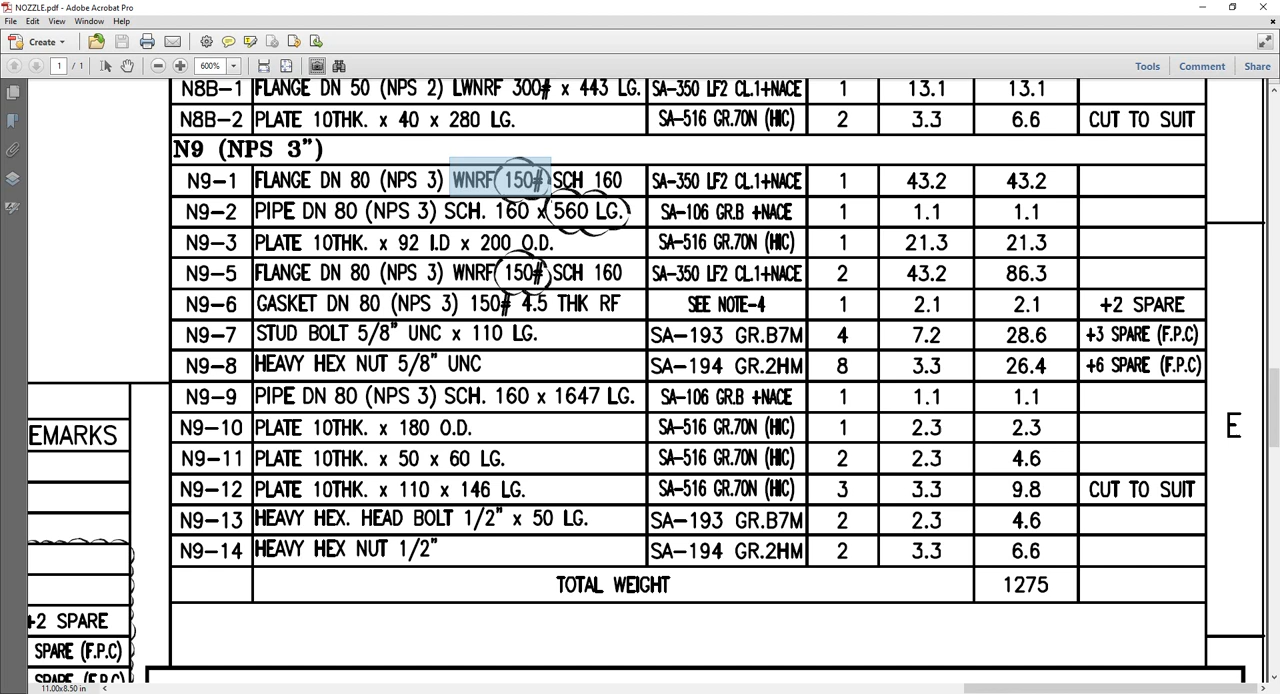 NOZZLE.pdf - Adobe Acrobat Pro
File Edit View Window Help
Create
1 / 1 600% Tools Comment Share
N8B-1 FLANGE DN 50 (NPS 2) LWNRF 300# x 443 LG. SA-350 LF2 CL.1+NACE 1 13.1 13.1
N8B-2 PLATE 10THK. x 40 x 280 LG. SA-516 GR.70N (HIC) 2 3.3 6.6 CUT TO SUIT
N9 (NPS 3")
N9-1 FLANGE DN 80 (NPS 3) WNRF 150# SCH 160 SA-350 LF2 CL.1+NACE 1 43.2 43.2
N9-2 PIPE DN 80 (NPS 3) SCH. 160 x 560 LG. SA-106 GR.B +NACE 1 1.1 1.1
N9-3 PLATE 10THK. x 92 I.D x 200 O.D. SA-516 GR.70N (HIC) 1 21.3 21.3
N9-5 FLANGE DN 80 (NPS 3) WNRF 150# SCH 160 SA-350 LF2 CL.1+NACE 2 43.2 86.3
N9-6 GASKET DN 80 (NPS 3) 150# 4.5 THK RF SEE NOTE-4 1 2.1 2.1 +2 SPARE
N9-7 STUD BOLT 5/8" UNC x 110 LG. SA-193 GR.B7M 4 7.2 28.6 +3 SPARE (F.P.C)
N9-8 HEAVY HEX NUT 5/8" UNC SA-194 GR.2HM 8 3.3 26.4 +6 SPARE (F.P.C)
N9-9 PIPE DN 80 (NPS 3) SCH. 160 x 1647 LG. SA-106 GR.B +NACE 1 1.1 1.1
N9-10 PLATE 10THK. x 180 O.D. SA-516 GR.70N (HIC) 1 2.3 2.3
N9-11 PLATE 10THK. x 50 x 60 LG. SA-516 GR.70N (HIC) 2 2.3 4.6
N9-12 PLATE 10THK. x 110 x 146 LG. SA-516 GR.70N (HIC) 3 3.3 9.8 CUT TO SUIT
N9-13 HEAVY HEX. HEAD BOLT 1/2" x 50 LG. SA-193 GR.B7M 2 2.3 4.6
N9-14 HEAVY HEX NUT 1/2" SA-194 GR.2HM 2 3.3 6.6
TOTAL WEIGHT 1275
E
EMARKS
+2 SPARE
SPARE (F.P.C)
SPARE (F.P.C)
11.00x8.50 in